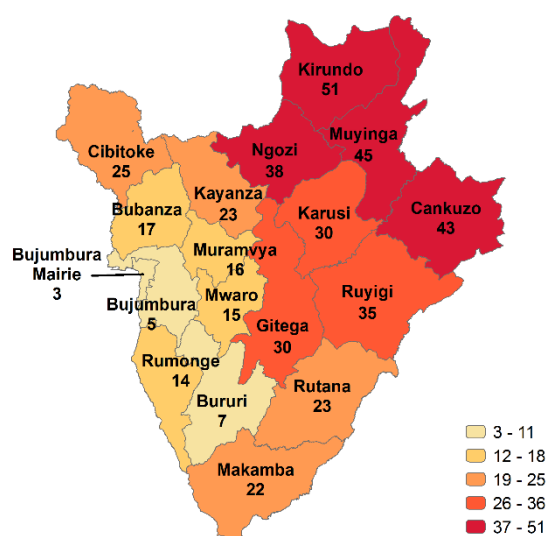 Kirundo
51
Muyinga
45
Ngozi
38
Cibitoke
25
Kayanza
23
Karusi
30
Cankuzo
43
Bubanza
17
Muramvya
16
Bujumbura
Mairie
3
Mwaro
15
Ruyigi
35
Bujumbura
5
Gitega
30
Rumonge
14
Rutana
23
Bururi
7
Makamba
22
3 - 11
12 - 18
19 - 25
26 - 36
37 - 51